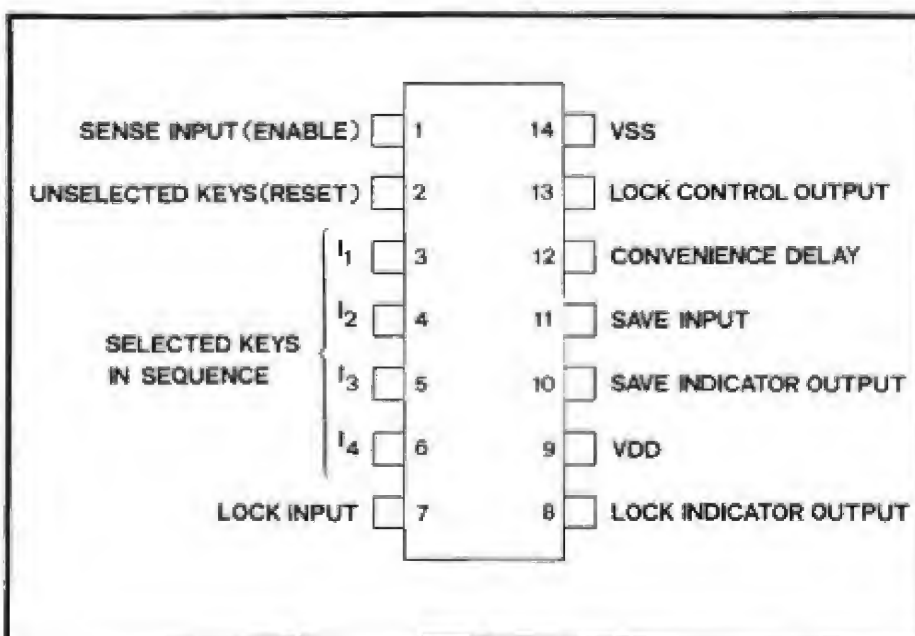 SENSE INPUT (ENABLE) 1 14 VSS
UNSELECTED KEYS (RESET) 2 13 LOCK CONTROL OUTPUT
I1 3 12 CONVENIENCE DELAY
I2 4 11 SAVE INPUT
SELECTED KEYS
IN SEQUENCE
I3 5 10 SAVE INDICATOR OUTPUT
I4 6 9 VDD
LOCK INPUT 7 8 LOCK INDICATOR OUTPUT